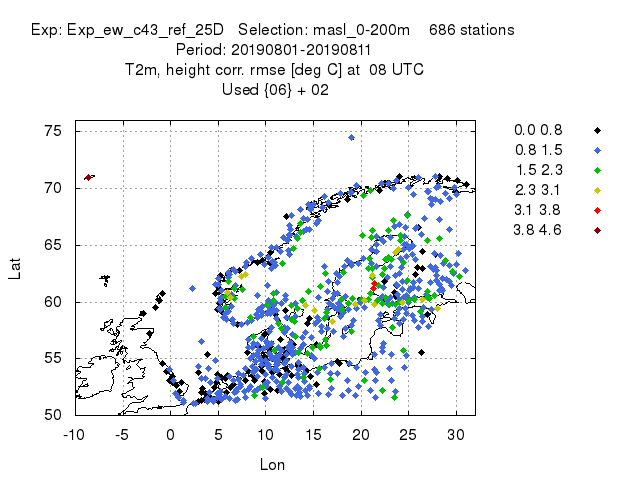 Exp: Exp_ew_c43_ref_25D   Selection: masl_0-200m    686 stations
Period: 20190801-20190811
T2m, height corr. rmse [deg C] at  08 UTC
Used {06} + 02
75
70
65
60
55
50
Lat
-10 -5 0 5 10 15 20 25 30
Lon
0.0 0.8
0.8 1.5
1.5 2.3
2.3 3.1
3.1 3.8
3.8 4.6